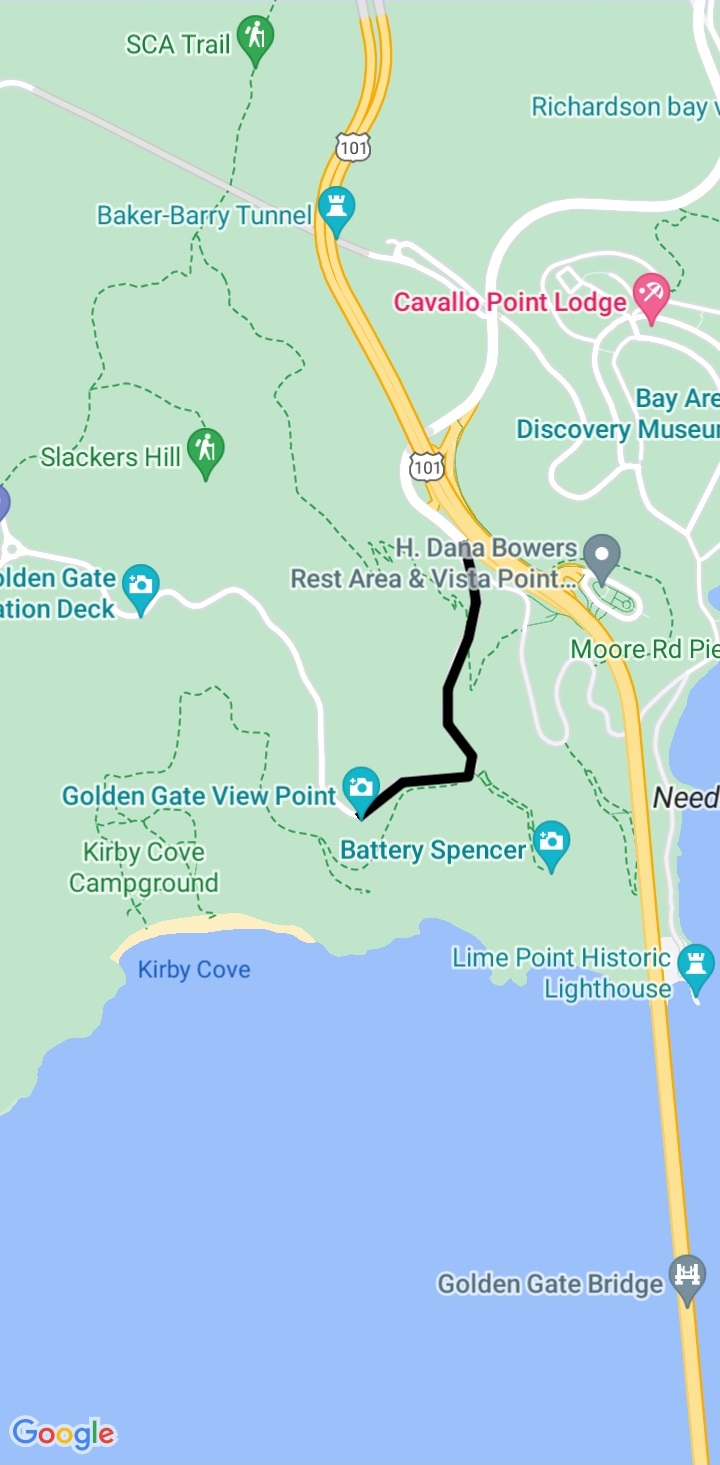 SCA Trail
Richardson bay v
101
Baker-Barry Tunnel
Cavallo Point Lodge
Bay Are
Discovery Museu
Slackers Hill
101
H. Dana Bowers
Rest Area & Vista Point...
olden Gate
ation Deck
Moore Rd Pie
Golden Gate View Point
Need
Battery Spencer
Kirby Cove
Campground
Kirby Cove
Lime Point Historic
Lighthouse
Golden Gate Bridge
Google